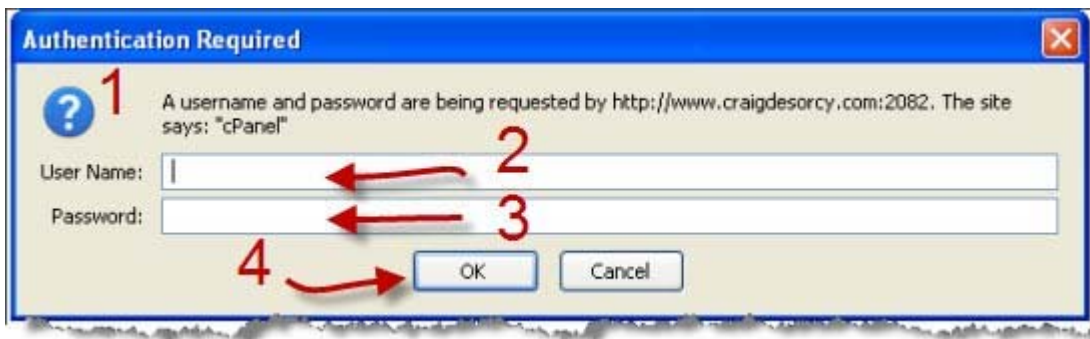 Authentication Required
1
A username and password are being requested by http://www.craigdesorcy.com:2082. The site
says: "cPanel"
User Name: 2
Password: 3
4 OK Cancel